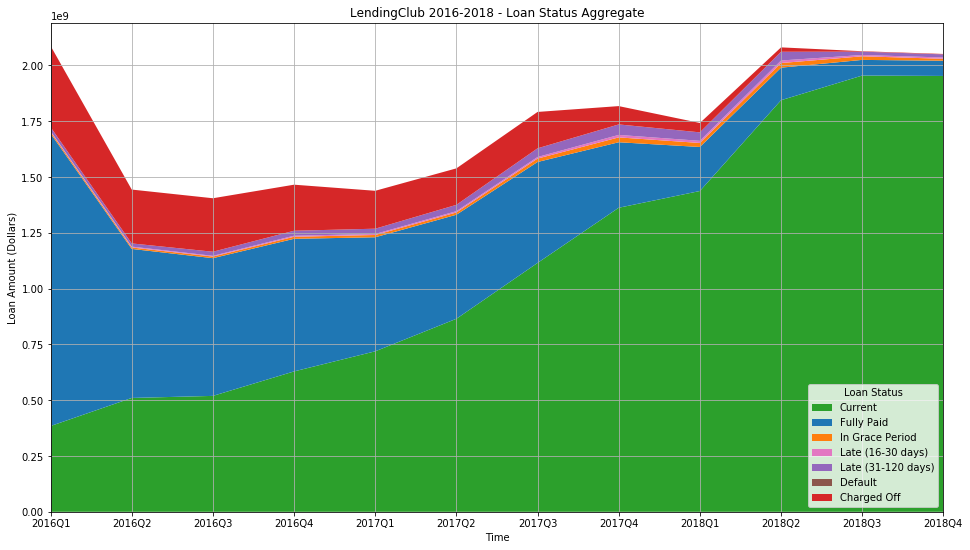 LendingClub 2016-2018 - Loan Status Aggregate
1e9
2.00
1.75
1.50
1.25
1.00
0.75
0.50
0.25
0.00
Loan Amount (Dollars)
Loan Status
Current
Fully Paid
In Grace Period
Late (16-30 days)
Late (31-120 days)
Default
Charged Off
2016Q1 2016Q2 2016Q3 2016Q4 2017Q1 2017Q2 2017Q3 2017Q4 2018Q1 2018Q2 2018Q3 2018Q4
Time